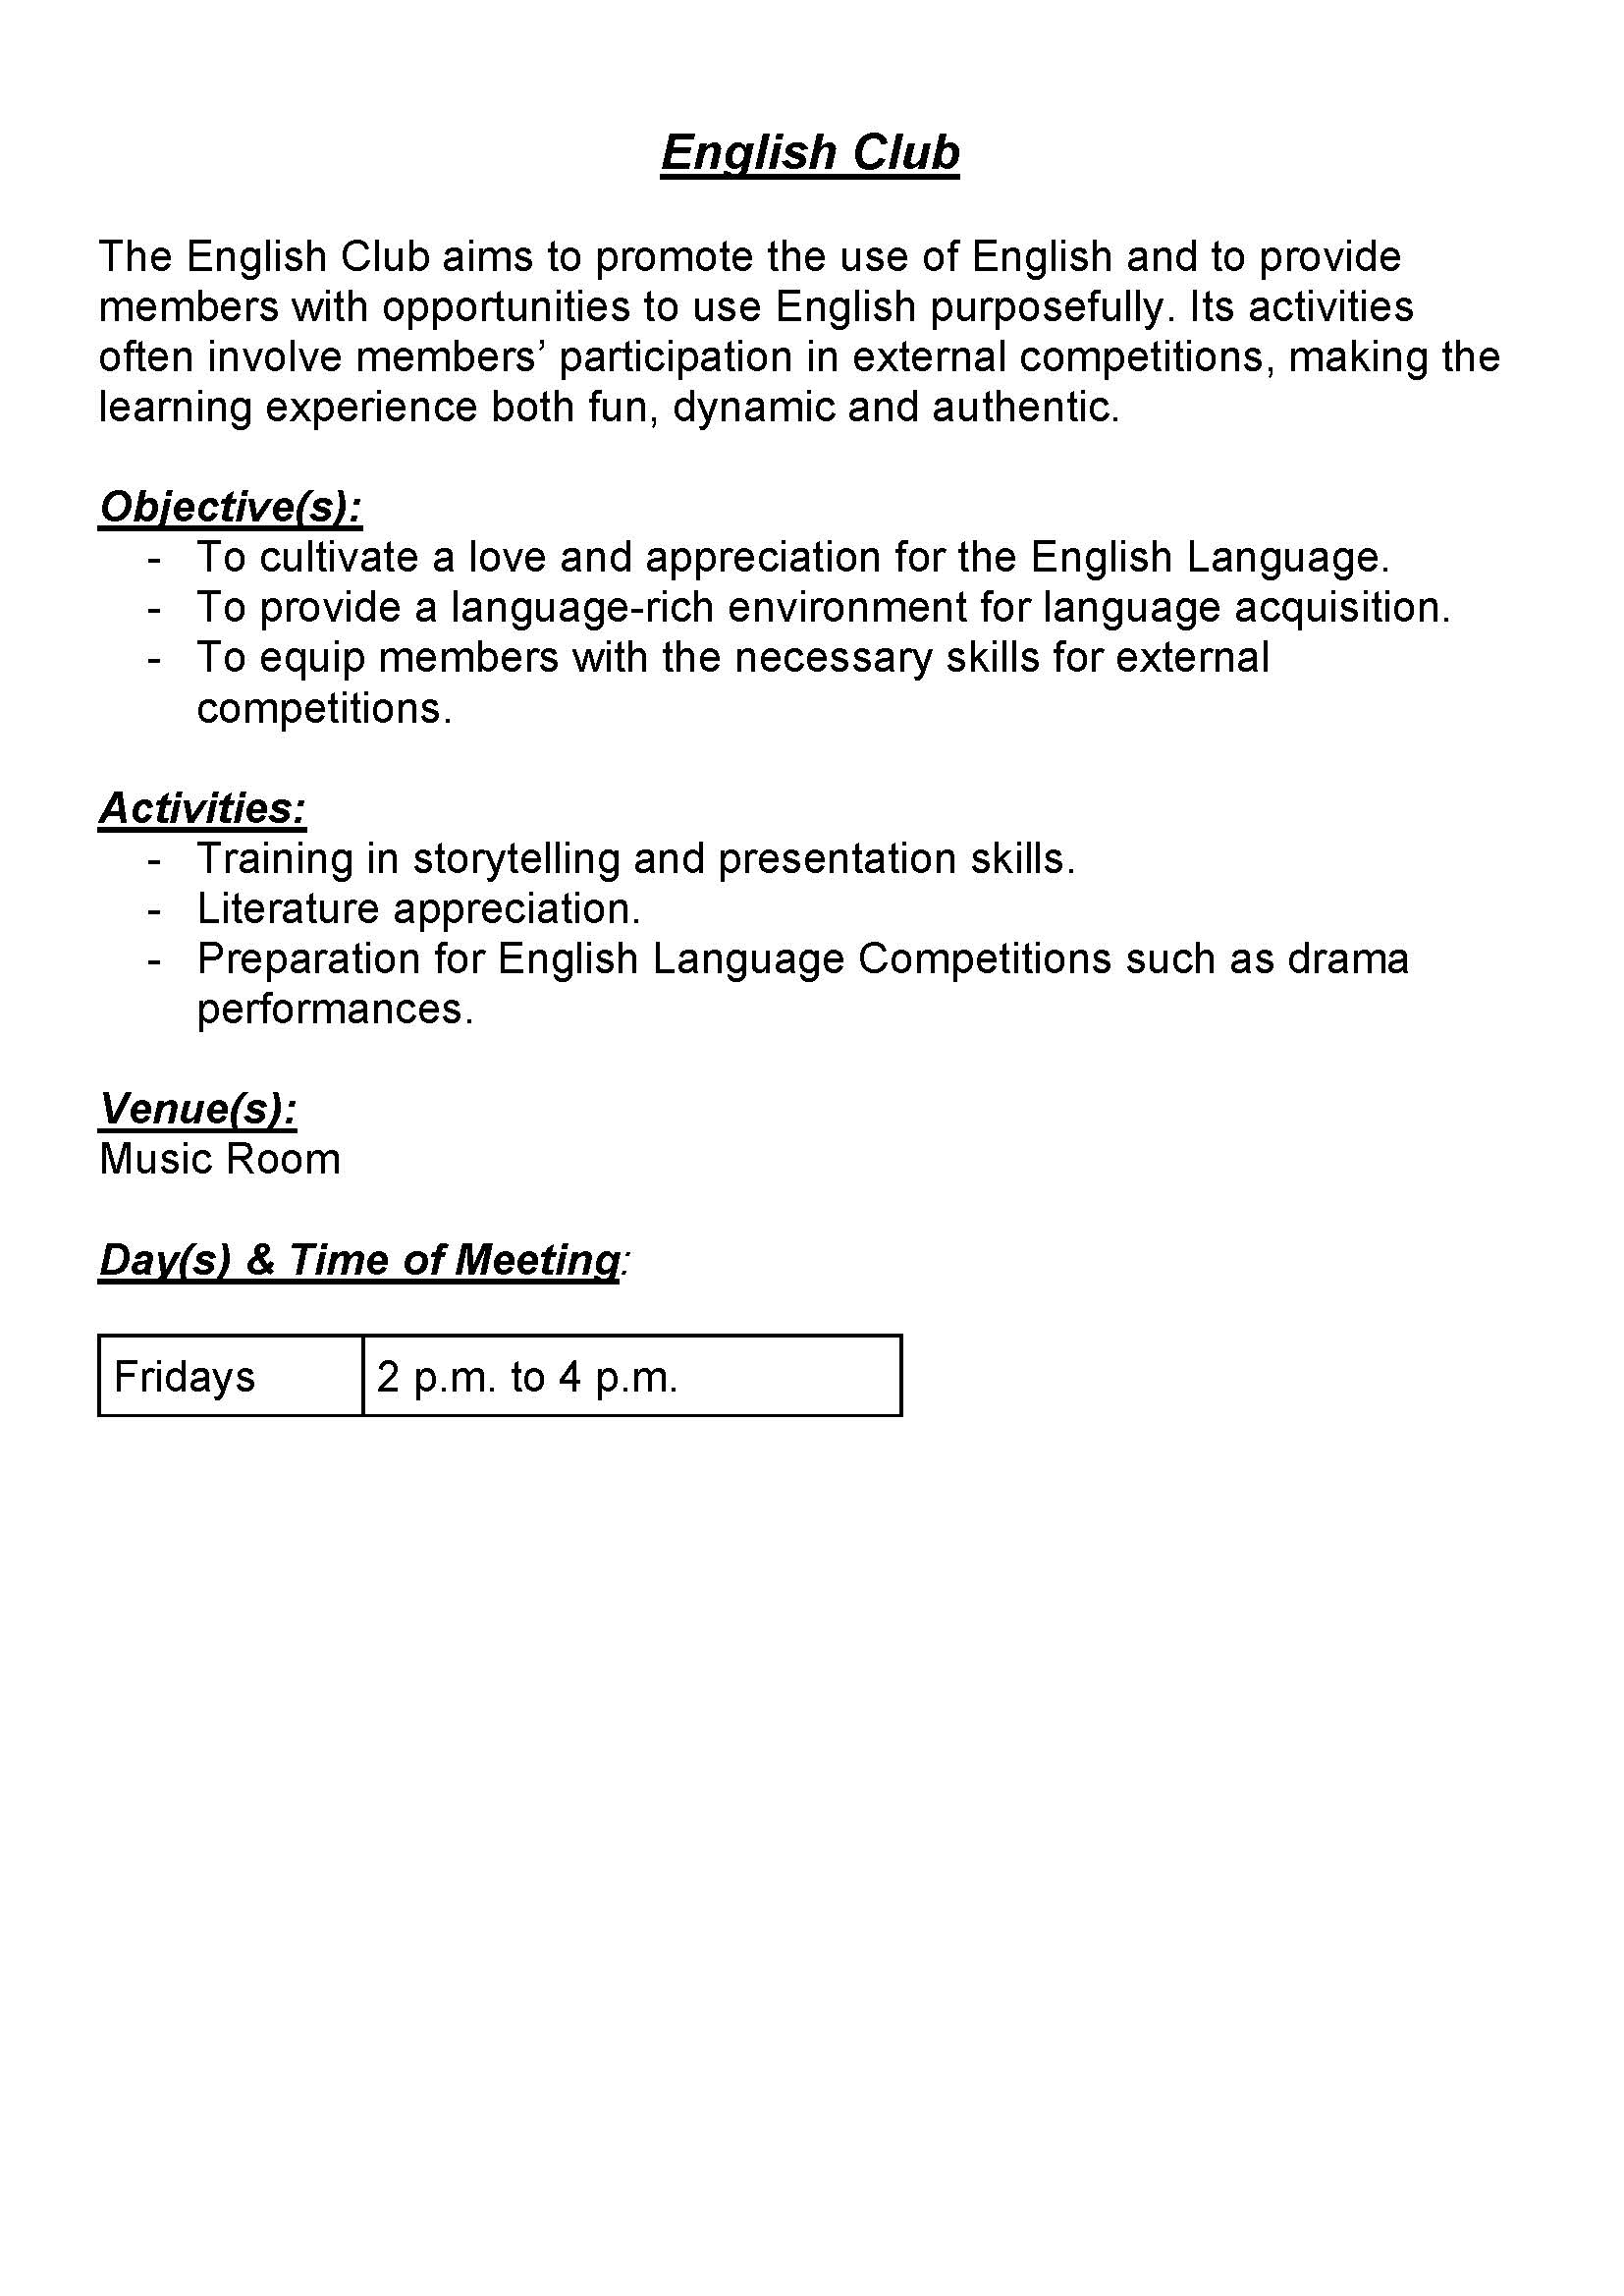 English Club
The English Club aims to promote the use of English and to provide
members with opportunities to use English purposefully. Its activities
often involve members’ participation in external competitions, making the
learning experience both fun, dynamic and authentic.
Objective(s):
- To cultivate a love and appreciation for the English Language.
- To provide a language-rich environment for language acquisition.
- To equip members with the necessary skills for external
competitions.
Activities:
- Training in storytelling and presentation skills.
- Literature appreciation.
- Preparation for English Language Competitions such as drama
performances.
Venue(s):
Music Room
Day(s) & Time of Meeting:
Fridays 2 p.m. to 4 p.m.